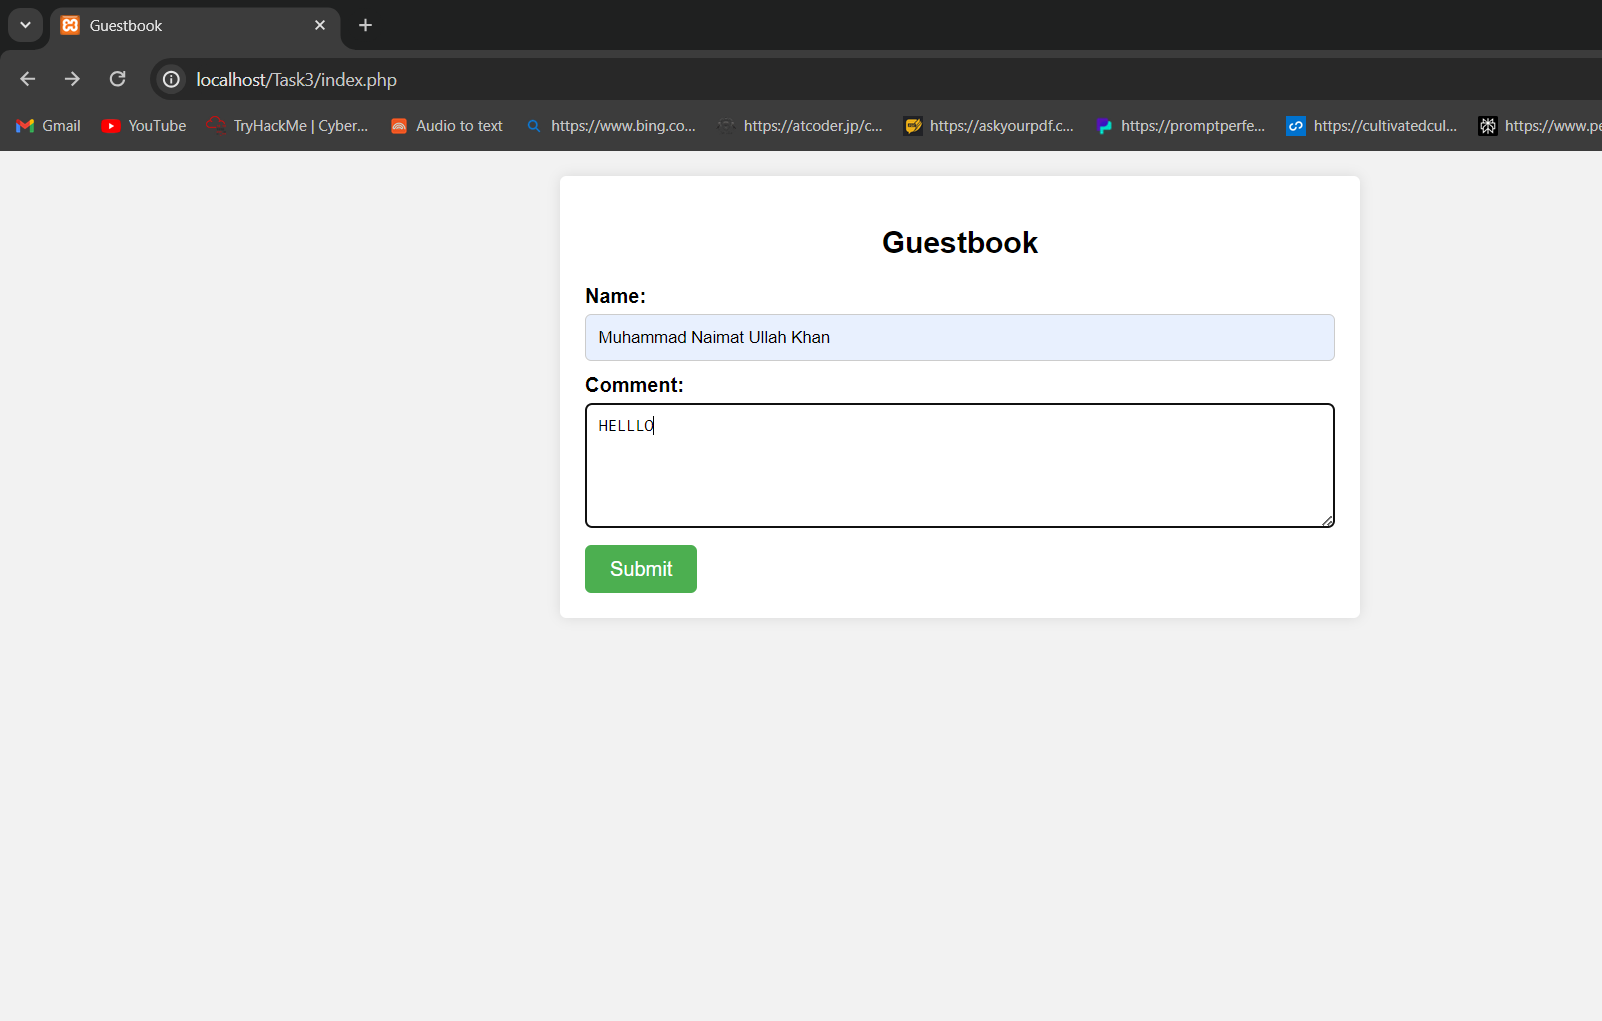 Guestbook
localhost/Task3/index.php
Gmail YouTube TryHackMe | Cyber... Audio to text https://www.bing.co... https://atcoder.jp/c... https://askyourpdf.c... https://promptperfe... https://cultivatedcul... https://www.pe
Guestbook
Name:
Muhammad Naimat Ullah Khan
Comment:
HELLLO
Submit